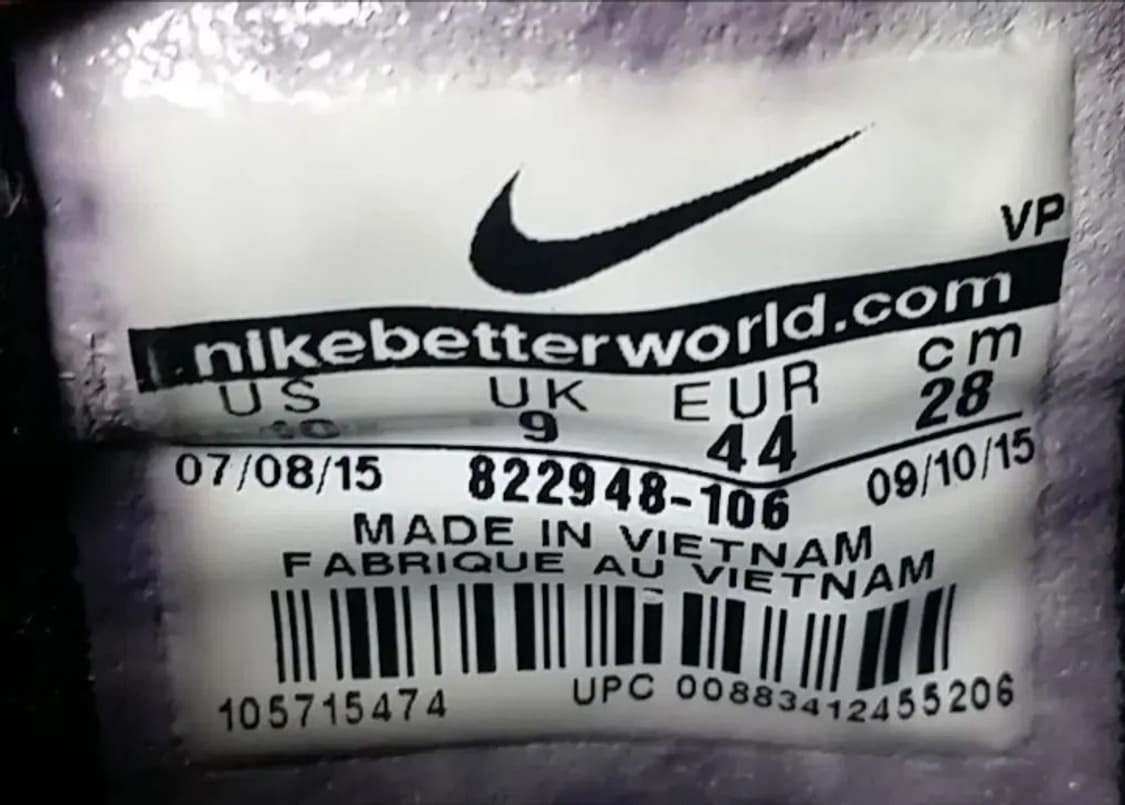 VP
nikebetterworld.com
US UK EUR cm
10 9 44 28
07/08/15 822948-106 09/10/15
MADE IN VIETNAM
FABRIQUE AU VIETNAM
105715474 UPC 00883412455206